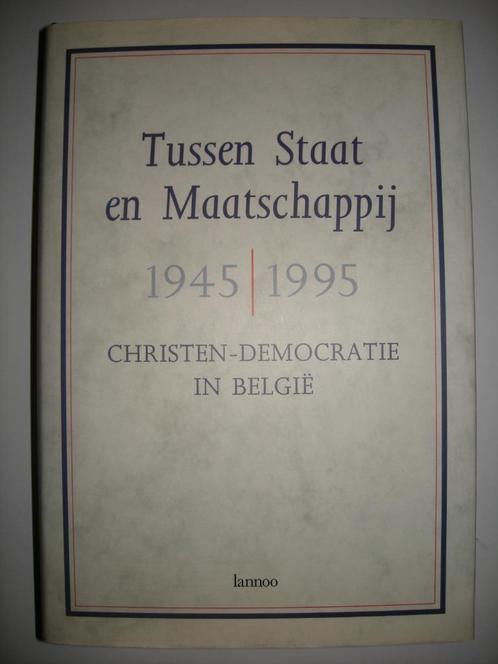 Tussen Staat
en Maatschappij
1945 | 1995
CHRISTEN-DEMOCRATIE
IN BELGIË
lannoo